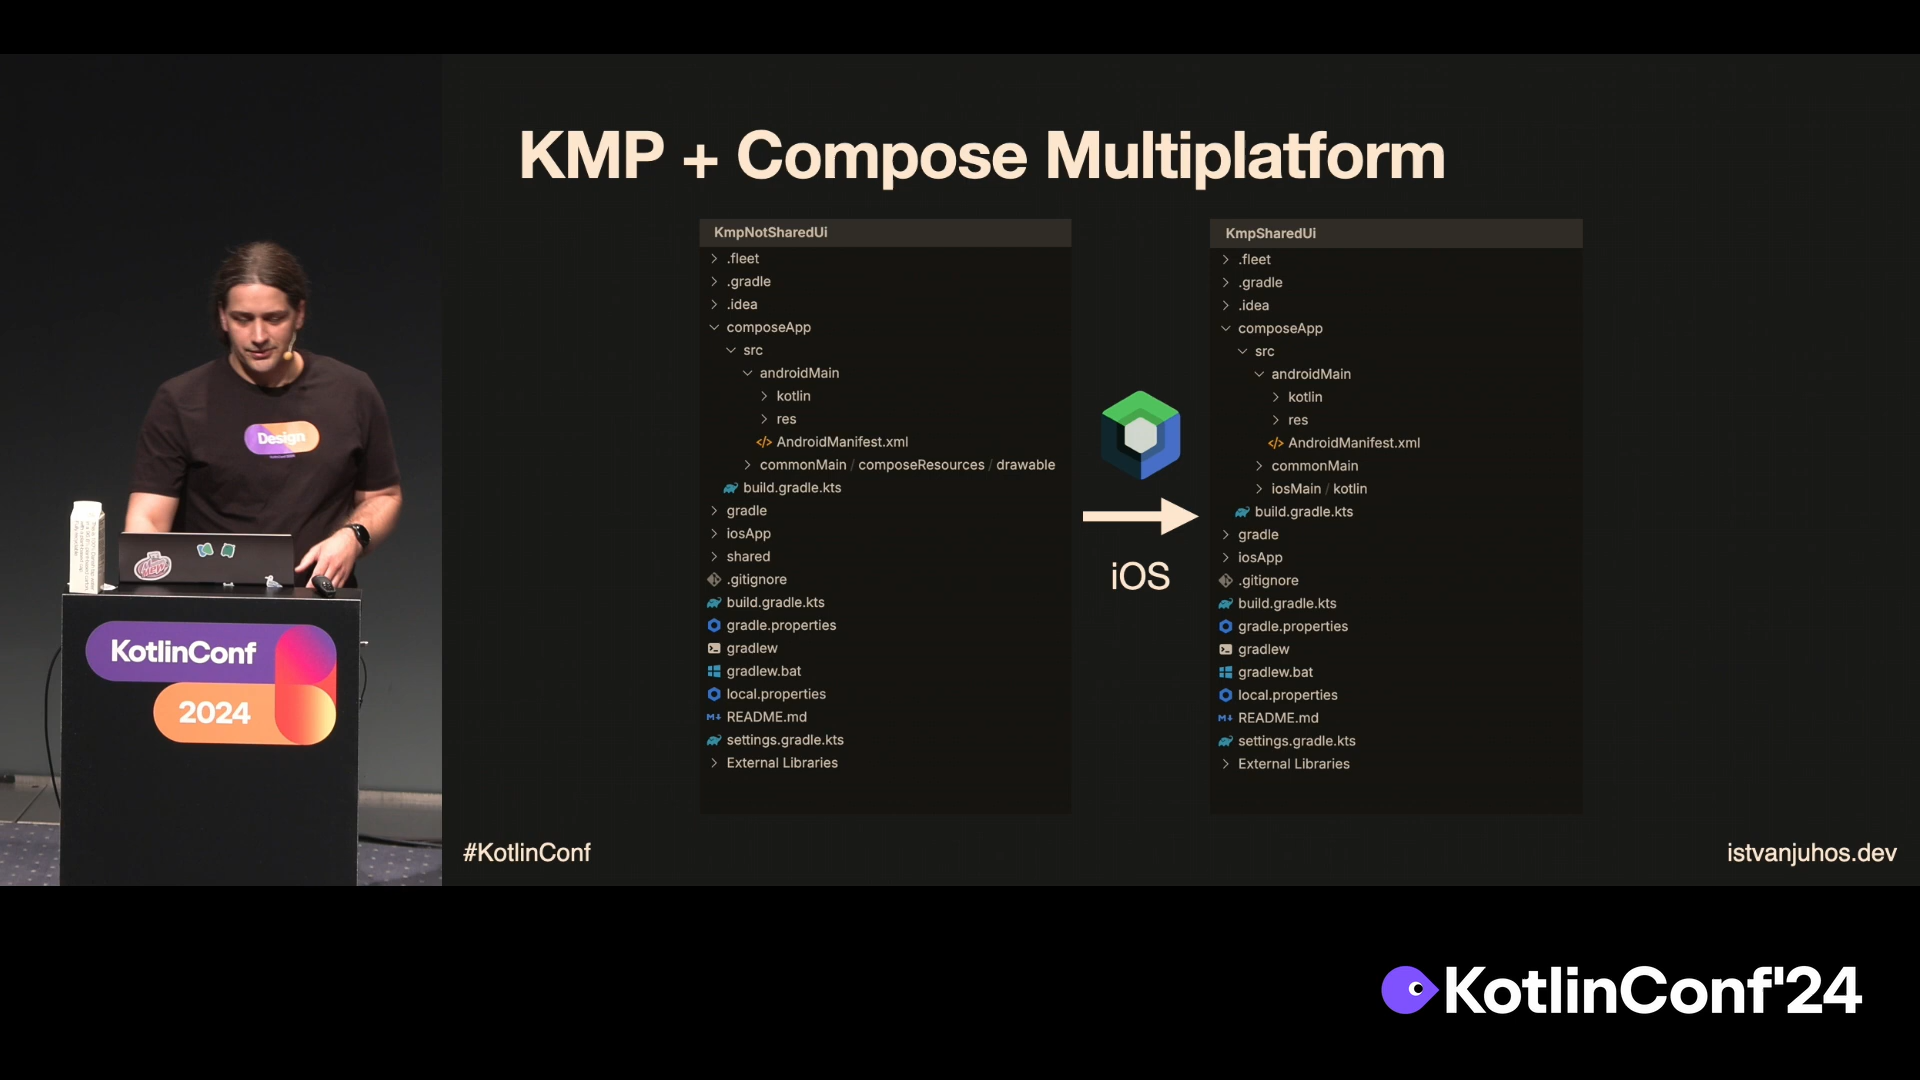 KMP + Compose Multiplatform
KmpNotSharedUi
.fleet
.gradle
.idea
composeApp
src
androidMain
kotlin
res
</> AndroidManifest.xml
commonMain / composeResources / drawable
build.gradle.kts
gradle
iosApp
shared
.gitignore
build.gradle.kts
gradle.properties
gradlew
gradlew.bat
local.properties
M↓ README.md
settings.gradle.kts
External Libraries
iOS
KmpSharedUi
.fleet
.gradle
.idea
composeApp
src
androidMain
kotlin
res
</> AndroidManifest.xml
commonMain
iosMain / kotlin
build.gradle.kts
gradle
iosApp
.gitignore
build.gradle.kts
gradle.properties
gradlew
gradlew.bat
local.properties
M↓ README.md
settings.gradle.kts
External Libraries
Design
KotlinConf
2024
#KotlinConf
istvanjuhos.dev
KotlinConf'24